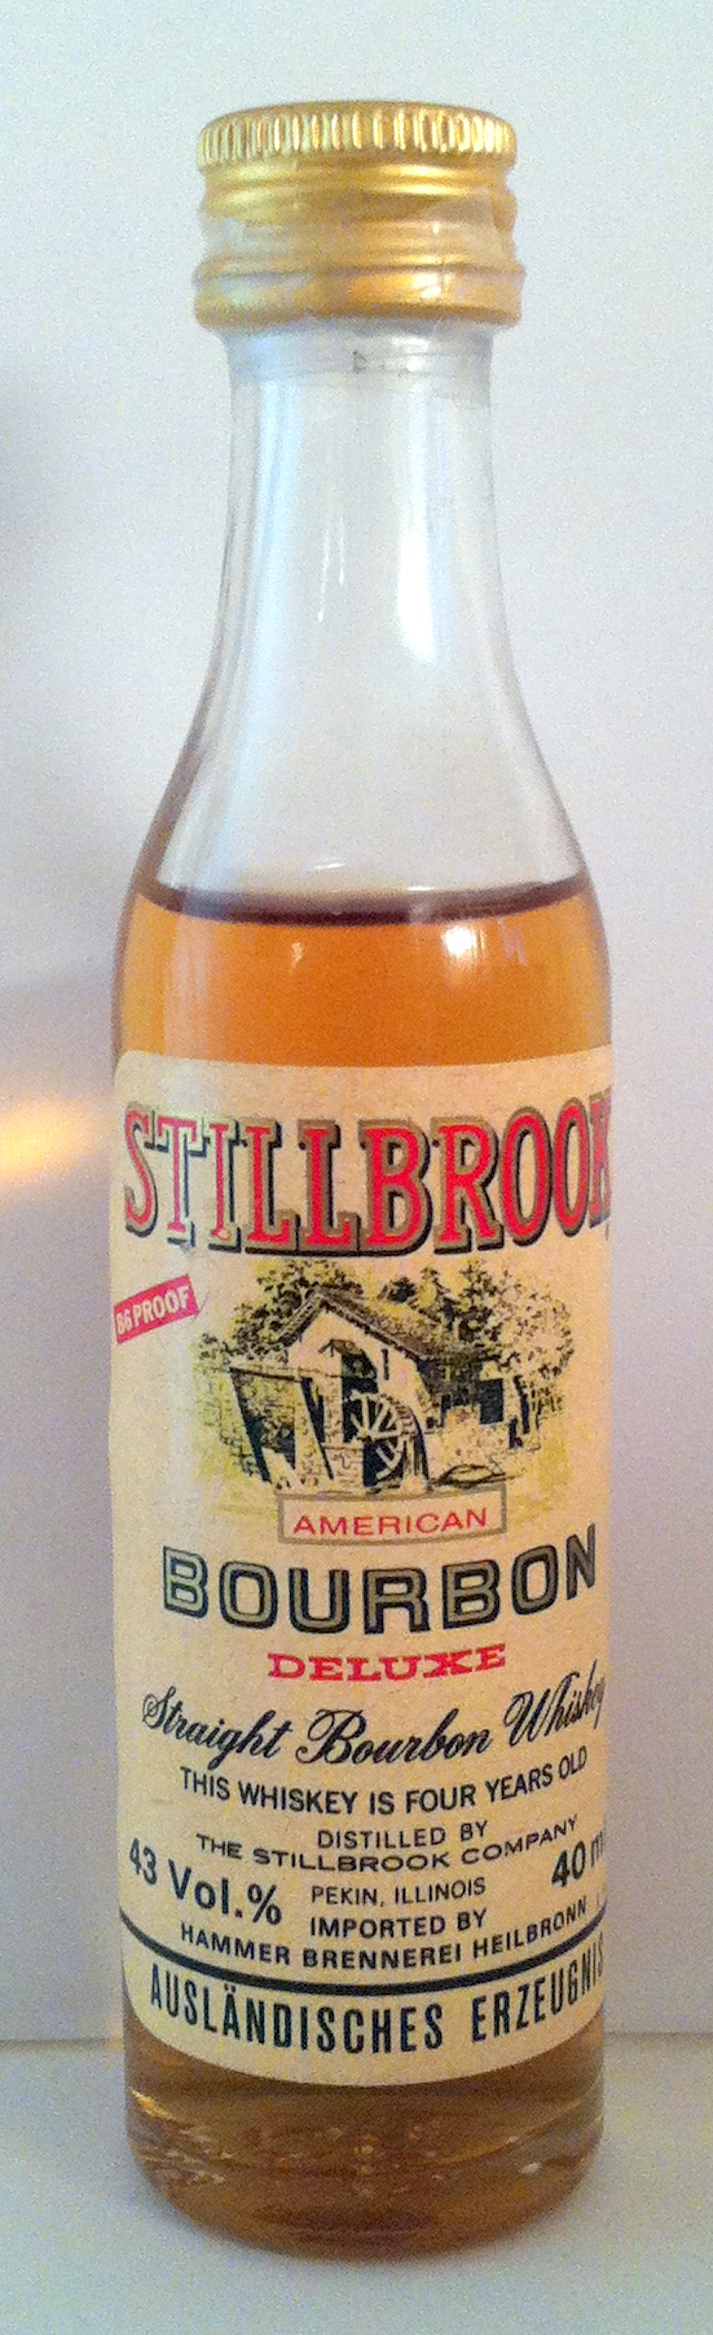 STILLBROOK
86 PROOF
AMERICAN
BOURBON
DELUXE
Straight Bourbon Whiskey
THIS WHISKEY IS FOUR YEARS OLD
DISTILLED BY
THE STILLBROOK COMPANY
43 Vol.%
40 ml
PEKIN, ILLINOIS
IMPORTED BY
HAMMER BRENNEREI HEILBRONN
AUSLÄNDISCHES ERZEUGNIS